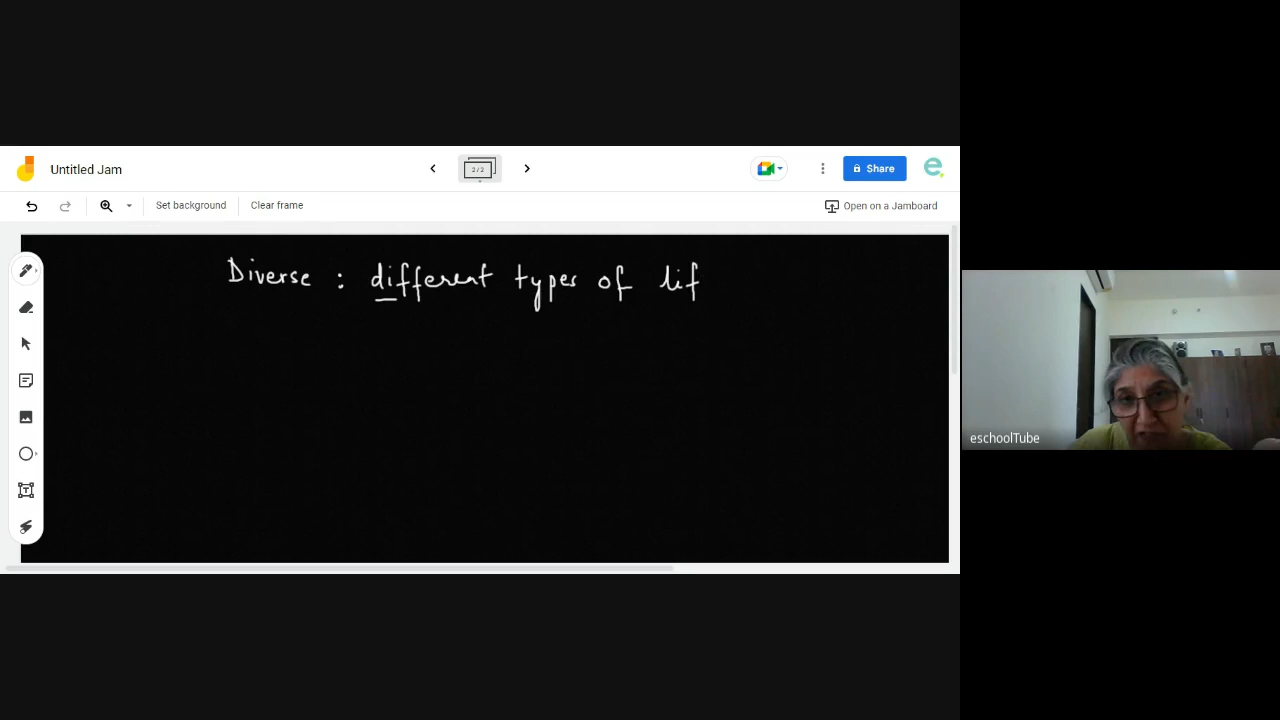 Untitled Jam
2/2
Share
e
Set background
Clear frame
Open on a Jamboard
Diverse : different types of lif
T
eschoolTube